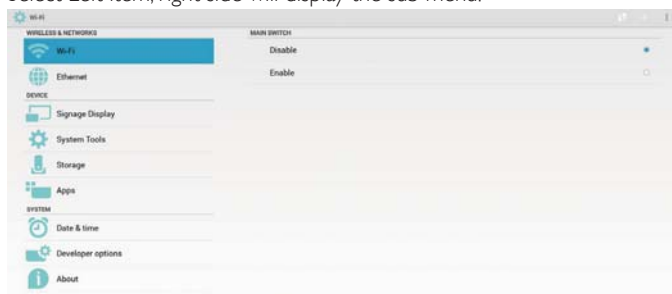 Select Left item, right side will display the sub-menu.
Wi-Fi
WIRELESS & NETWORKS
Wi-Fi
Ethernet
DEVICE
Signage Display
System Tools
Storage
Apps
SYSTEM
Date & time
Developer options
About
MAIN SWITCH
Disable
Enable